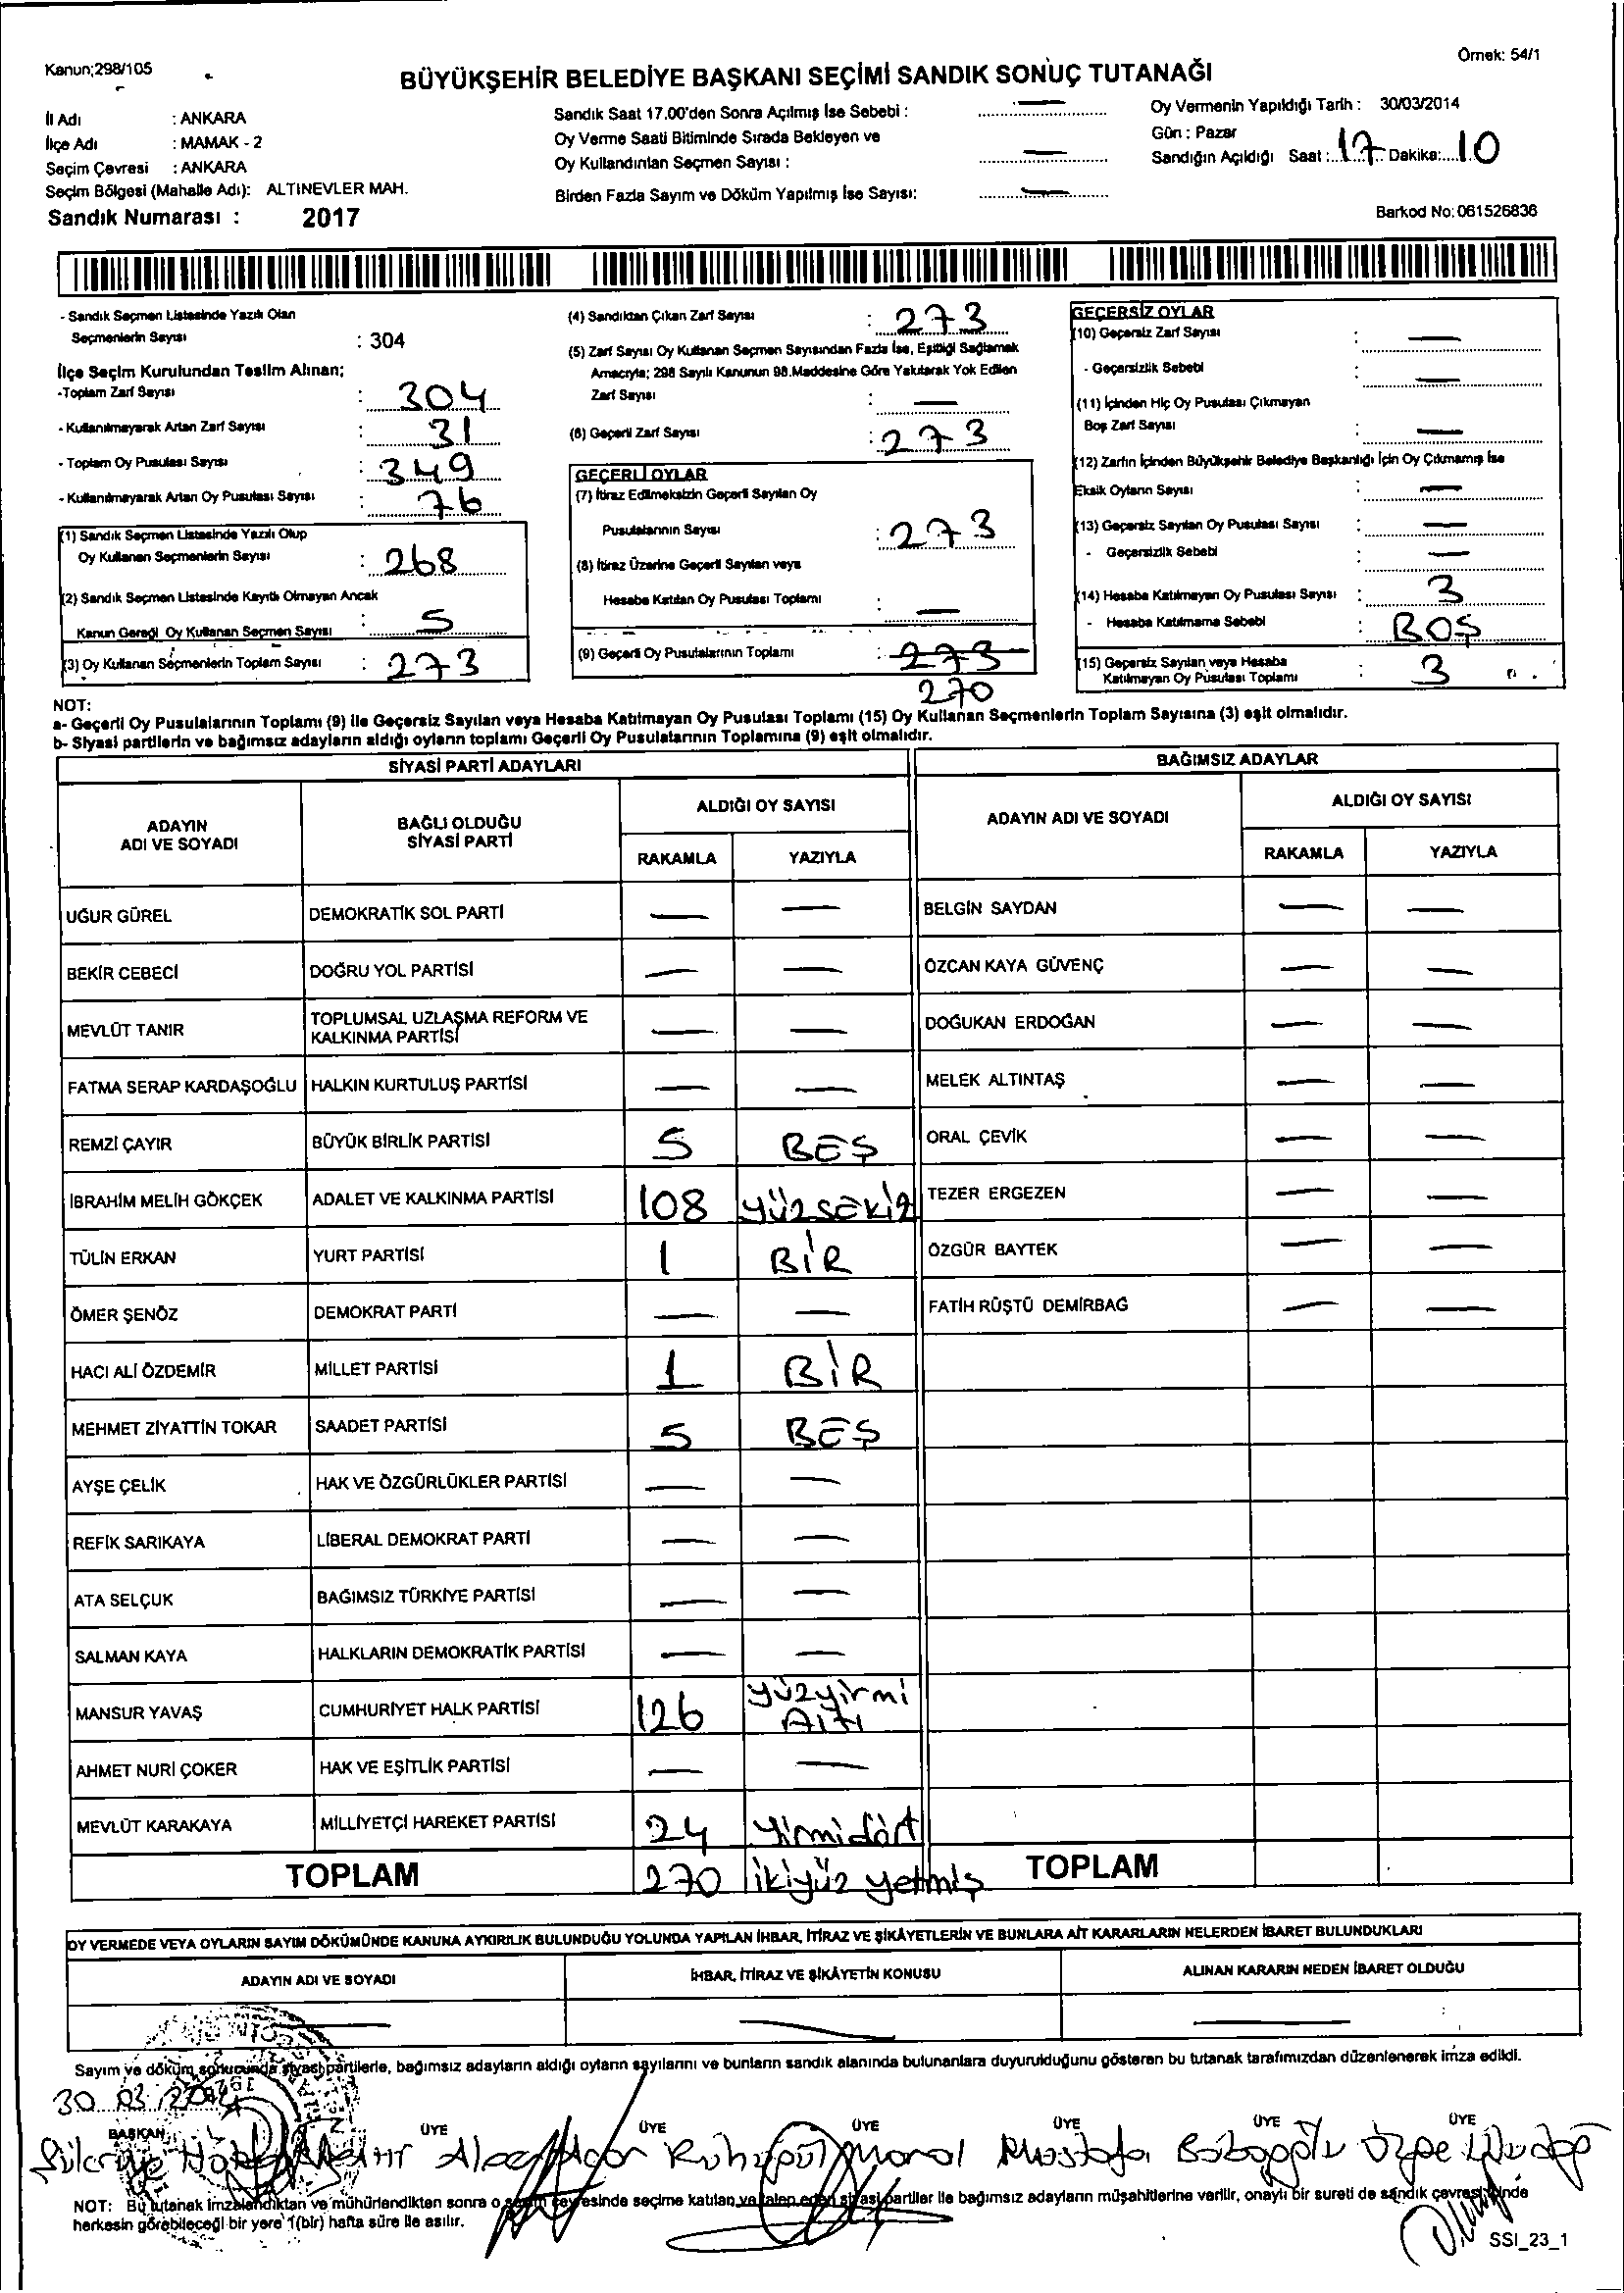 Kanun;298/105
Örnek: 54/1
BÜYÜKŞEHİR BELEDİYE BAŞKANI SEÇİMİ SANDIK SONUÇ TUTANAĞI
İl Adı : ANKARA
İlçe Adı : MAMAK - 2
Seçim Çevresi : ANKARA
Seçim Bölgesi (Mahalle Adı): ALTINEVLER MAH.
Sandık Numarası : 2017
Sandık Saat 17.00'den Sonra Açılmış İse Sebebi : —
Oy Verme Saati Bitiminde Sırada Bekleyen ve
Oy Kullandırılan Seçmen Sayısı : —
Birden Fazla Sayım ve Döküm Yapılmış İse Sayısı: —
Oy Vermenin Yapıldığı Tarih : 30/03/2014
Gün : Pazar
Sandığın Açıldığı Saat : 17 Dakika: 10
Barkod No: 061526836
- Sandık Seçmen Listesinde Yazılı Olan
Seçmenlerin Sayısı : 304
İlçe Seçim Kurulundan Teslim Alınan;
-Toplam Zarf Sayısı : 304
- Kullanılmayarak Artan Zarf Sayısı : 31
- Toplam Oy Pusulası Sayısı : 349
- Kullanılmayarak Artan Oy Pusulası Sayısı : 76
(1) Sandık Seçmen Listesinde Yazılı Olup
Oy Kullanan Seçmenlerin Sayısı : 268
(2) Sandık Seçmen Listesinde Kayıtlı Olmayan Ancak
Kanun Gereği Oy Kullanan Seçmen Sayısı : 5
(3) Oy Kullanan Seçmenlerin Toplam Sayısı : 273
(4) Sandıktan Çıkan Zarf Sayısı : 273
(5) Zarf Sayısı Oy Kullanan Seçmen Sayısından Fazla İse, Eşitliği Sağlamak
Amacıyla; 298 Sayılı Kanunun 98.Maddesine Göre Yakılarak Yok Edilen
Zarf Sayısı : —
(6) Geçerli Zarf Sayısı : 273
GEÇERLİ OYLAR
(7) İtiraz Edilmeksizin Geçerli Sayılan Oy
Pusulalarının Sayısı : 273
(8) İtiraz Üzerine Geçerli Sayılan veya
Hesaba Katılan Oy Pusulası Toplamı : —
(9) Geçerli Oy Pusulalarının Toplamı : 273
270
GEÇERSİZ OYLAR
(10) Geçersiz Zarf Sayısı : —
- Geçersizlik Sebebi —
(11) İçinden Hiç Oy Pusulası Çıkmayan
Boş Zarf Sayısı : —
(12) Zarfın İçinden Büyükşehir Belediye Başkanlığı İçin Oy Çıkmamış İse
Eksik Oyların Sayısı : —
(13) Geçersiz Sayılan Oy Pusulası Sayısı : —
- Geçersizlik Sebebi : —
(14) Hesaba Katılmayan Oy Pusulası Sayısı : 3
- Hesaba Katılmama Sebebi : BOŞ
(15) Geçersiz Sayılan veya Hesaba
Katılmayan Oy Pusulası Toplamı : 3
NOT:
a- Geçerli Oy Pusulalarının Toplamı (9) ile Geçersiz Sayılan veya Hesaba Katılmayan Oy Pusulası Toplamı (15) Oy Kullanan Seçmenlerin Toplam Sayısına (3) eşit olmalıdır.
b- Siyasi partilerin ve bağımsız adayların aldığı oyların toplamı Geçerli Oy Pusulalarının Toplamına (9) eşit olmalıdır.
SİYASİ PARTİ ADAYLARI
BAĞIMSIZ ADAYLAR
ADAYIN
ADI VE SOYADI
BAĞLI OLDUĞU
SİYASİ PARTİ
ALDIĞI OY SAYISI
RAKAMLA YAZIYLA
ADAYIN ADI VE SOYADI
ALDIĞI OY SAYISI
RAKAMLA YAZIYLA
UĞUR GÜREL DEMOKRATİK SOL PARTİ — — BELGİN SAYDAN — —
BEKİR CEBECİ DOĞRU YOL PARTİSİ — — ÖZCAN KAYA GÜVENÇ — —
MEVLÜT TANIR TOPLUMSAL UZLAŞMA REFORM VE
KALKINMA PARTİSİ — — DOĞUKAN ERDOĞAN — —
FATMA SERAP KARDAŞOĞLU HALKIN KURTULUŞ PARTİSİ — — MELEK ALTINTAŞ — —
REMZİ ÇAYIR BÜYÜK BİRLİK PARTİSİ 5 BEŞ ORAL ÇEVİK — —
İBRAHİM MELİH GÖKÇEK ADALET VE KALKINMA PARTİSİ 108 yüzsekiz TEZER ERGEZEN — —
TÜLİN ERKAN YURT PARTİSİ 1 BİR ÖZGÜR BAYTEK — —
ÖMER ŞENÖZ DEMOKRAT PARTİ — — FATİH RÜŞTÜ DEMİRBAĞ — —
HACI ALİ ÖZDEMİR MİLLET PARTİSİ 1 BİR
MEHMET ZİYATTİN TOKAR SAADET PARTİSİ 5 BEŞ
AYŞE ÇELİK HAK VE ÖZGÜRLÜKLER PARTİSİ — —
REFİK SARIKAYA LİBERAL DEMOKRAT PARTİ — —
ATA SELÇUK BAĞIMSIZ TÜRKİYE PARTİSİ — —
SALMAN KAYA HALKLARIN DEMOKRATİK PARTİSİ — —
MANSUR YAVAŞ CUMHURİYET HALK PARTİSİ 126 yüzyirmi
Altı
AHMET NURİ ÇOKER HAK VE EŞİTLİK PARTİSİ — —
MEVLÜT KARAKAYA MİLLİYETÇİ HAREKET PARTİSİ 24 yirmidört
TOPLAM 270 ikiyüz yetmiş TOPLAM
OY VERMEDE VEYA OYLARIN SAYIM DÖKÜMÜNDE KANUNA AYKIRILIK BULUNDUĞU YOLUNDA YAPILAN İHBAR, İTİRAZ VE ŞİKÂYETLERİN VE BUNLARA AİT KARARLARIN NELERDEN İBARET BULUNDUKLARI
ADAYIN ADI VE SOYADI İHBAR, İTİRAZ VE ŞİKÂYETİN KONUSU ALINAN KARARIN NEDEN İBARET OLDUĞU
— — —
Sayım ve döküm sonucunda siyasi partilerle, bağımsız adayların aldığı oyların sayılarını ve bunların sandık alanında bulunanlara duyurulduğunu gösteren bu tutanak tarafımızdan düzenlenerek imza edildi.
30 03 2014
BAŞKAN ÜYE ÜYE ÜYE ÜYE ÜYE ÜYE
Mustafa
NOT: Bu tutanak imzalandıktan ve mühürlendikten sonra o seçim çevresinde seçime katılan ve talep eden siyasi partiler ile bağımsız adayların müşahitlerine verilir, onaylı bir sureti de sandık çevresinde
herkesin görebileceği bir yere 1(bir) hafta süre ile asılır.
SSI_23_1